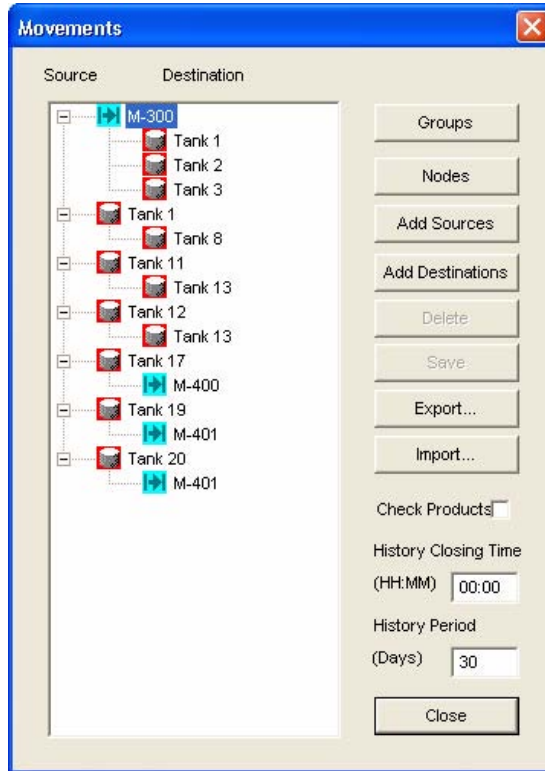 Movements
Source Destination
M-300
Tank 1
Tank 2
Tank 3
Tank 1
Tank 8
Tank 11
Tank 13
Tank 12
Tank 13
Tank 17
M-400
Tank 19
M-401
Tank 20
M-401
Groups
Nodes
Add Sources
Add Destinations
Delete
Save
Export...
Import...
Check Products
History Closing Time
(HH:MM) 00:00
History Period
(Days) 30
Close